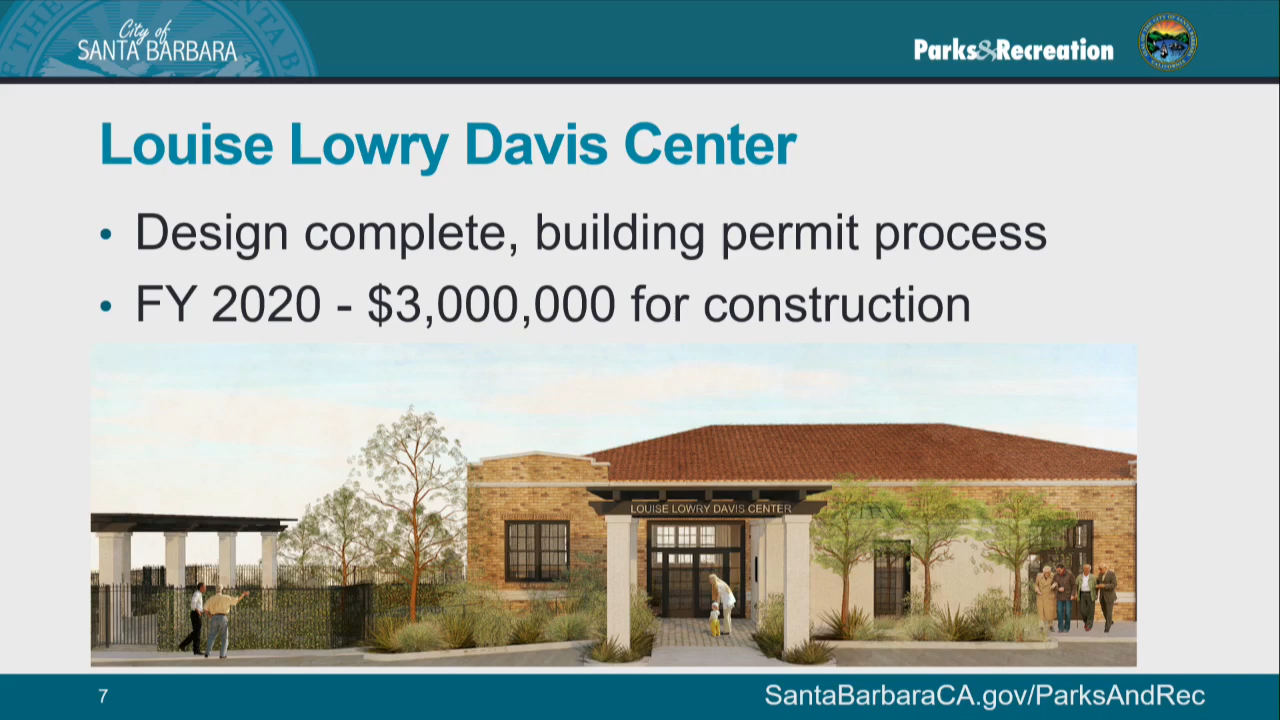 City of
SANTA BARBARA
Parks&Recreation
Louise Lowry Davis Center
• Design complete, building permit process
• FY 2020 - $3,000,000 for construction
LOUISE LOWRY DAVIS CENTER
7
SantaBarbaraCA.gov/ParksAndRec